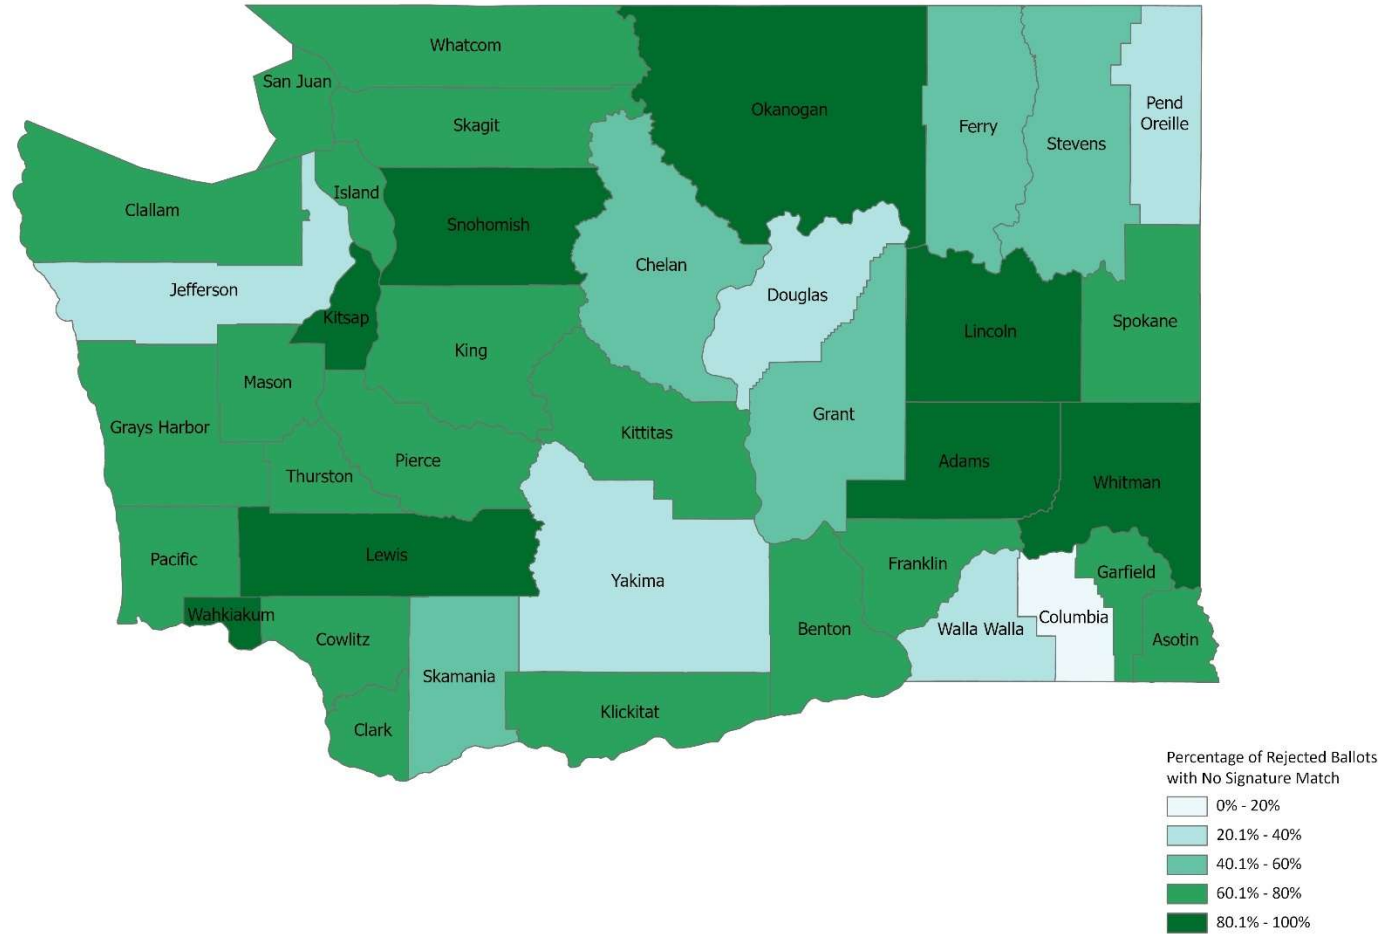 Whatcom
San Juan
Okanogan
Pend
Oreille
Skagit
Ferry
Stevens
Island
Clallam
Snohomish
Chelan
Jefferson
Douglas
Kitsap
Spokane
Lincoln
King
Mason
Grant
Grays Harbor
Kittitas
Pierce
Adams
Thurston
Whitman
Pacific
Lewis
Franklin
Garfield
Yakima
Wahkiakum
Columbia
Benton
Walla Walla
Cowlitz
Asotin
Skamania
Klickitat
Clark
Percentage of Rejected Ballots
with No Signature Match
0% - 20%
20.1% - 40%
40.1% - 60%
60.1% - 80%
80.1% - 100%